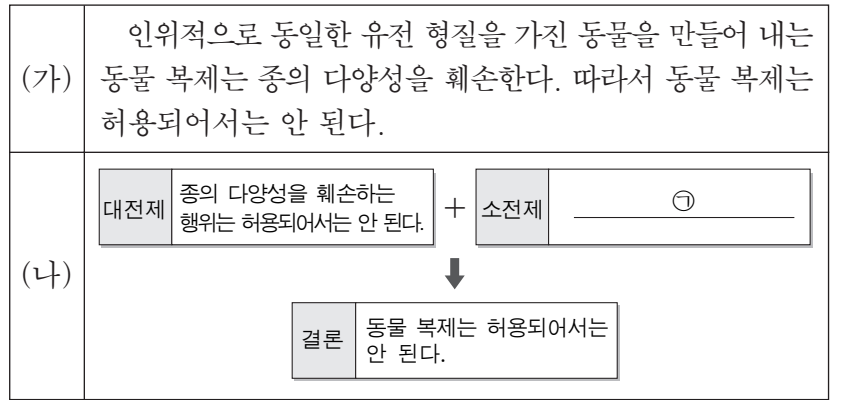 (가)
인위적으로 동일한 유전 형질을 가진 동물을 만들어 내는
동물 복제는 종의 다양성을 훼손한다. 따라서 동물 복제는
허용되어서는 안 된다.
(나)
대전제
종의 다양성을 훼손하는
행위는 허용되어서는 안 된다.
+
소전제
㉠
결론
동물 복제는 허용되어서는
안 된다.